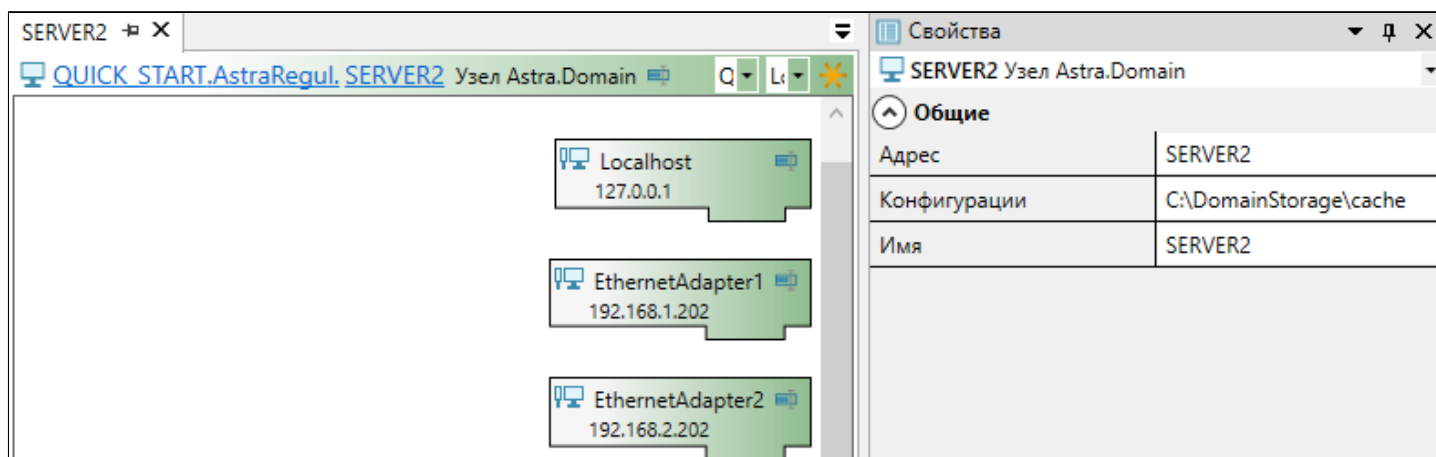 SERVER2
QUICK_START.AstraRegul. SERVER2 Узел Astra.Domain Q
Localhost
127.0.0.1
EthernetAdapter1
192.168.1.202
EthernetAdapter2
192.168.2.202
Свойства
SERVER2 Узел Astra.Domain
Общие
Адрес SERVER2
Конфигурации C:\DomainStorage\cache
Имя SERVER2